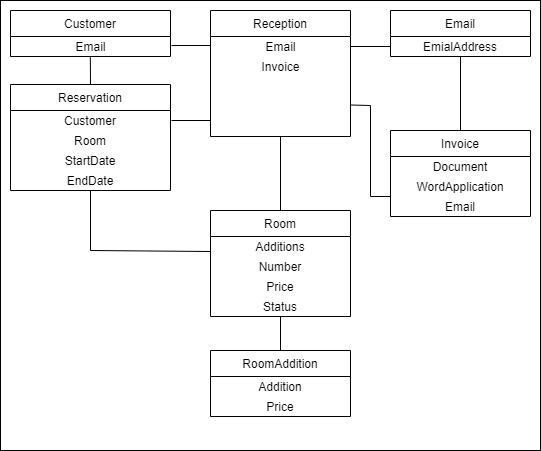 Customer
Email
Reception
Email
Invoice
Email
EmialAddress
Reservation
Customer
Room
StartDate
EndDate
Invoice
Document
WordApplication
Email
Room
Additions
Number
Price
Status
RoomAddition
Addition
Price